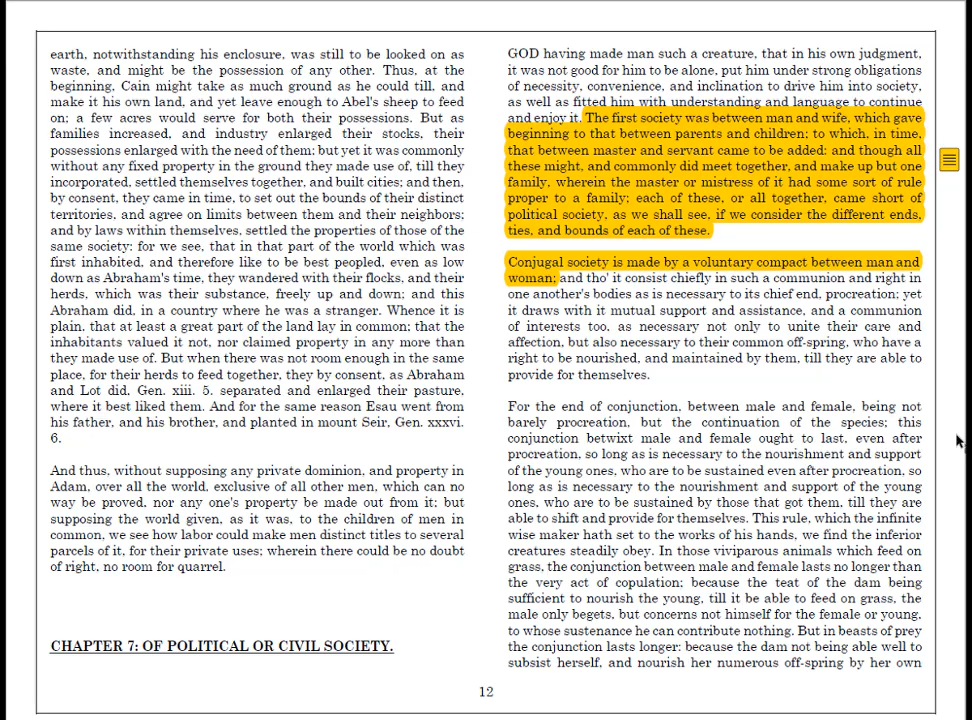 earth, notwithstanding his enclosure, was still to be looked on as
waste, and might be the possession of any other. Thus, at the
beginning, Cain might take as much ground as he could till, and
make it his own land, and yet leave enough to Abel's sheep to feed
on; a few acres would serve for both their possessions. But as
families increased, and industry enlarged their stocks, their
possessions enlarged with the need of them; but yet it was commonly
without any fixed property in the ground they made use of, till they
incorporated, settled themselves together, and built cities; and then,
by consent, they came in time, to set out the bounds of their distinct
territories, and agree on limits between them and their neighbors;
and by laws within themselves, settled the properties of those of the
same society: for we see, that in that part of the world which was
first inhabited, and therefore like to be best peopled, even as low
down as Abraham's time, they wandered with their flocks, and their
herds, which was their substance, freely up and down; and this
Abraham did, in a country where he was a stranger. Whence it is
plain, that at least a great part of the land lay in common; that the
inhabitants valued it not, nor claimed property in any more than
they made use of. But when there was not room enough in the same
place, for their herds to feed together, they by consent, as Abraham
and Lot did, Gen. xiii. 5. separated and enlarged their pasture,
where it best liked them. And for the same reason Esau went from
his father, and his brother, and planted in mount Seir, Gen. xxxvi.
6.
And thus, without supposing any private dominion, and property in
Adam, over all the world, exclusive of all other men, which can no
way be proved, nor any one's property be made out from it; but
supposing the world given, as it was, to the children of men in
common, we see how labor could make men distinct titles to several
parcels of it, for their private uses; wherein there could be no doubt
of right, no room for quarrel.
CHAPTER 7: OF POLITICAL OR CIVIL SOCIETY.
GOD having made man such a creature, that in his own judgment,
it was not good for him to be alone, put him under strong obligations
of necessity, convenience, and inclination to drive him into society,
as well as fitted him with understanding and language to continue
and enjoy it. The first society was between man and wife, which gave
beginning to that between parents and children; to which, in time,
that between master and servant came to be added: and though all
these might, and commonly did meet together, and make up but one
family, wherein the master or mistress of it had some sort of rule
proper to a family; each of these, or all together, came short of
political society, as we shall see, if we consider the different ends,
ties, and bounds of each of these.
Conjugal society is made by a voluntary compact between man and
woman; and tho' it consist chiefly in such a communion and right in
one another's bodies as is necessary to its chief end, procreation; yet
it draws with it mutual support and assistance, and a communion
of interests too, as necessary not only to unite their care and
affection, but also necessary to their common off-spring, who have a
right to be nourished, and maintained by them, till they are able to
provide for themselves.
For the end of conjunction, between male and female, being not
barely procreation, but the continuation of the species; this
conjunction betwixt male and female ought to last, even after
procreation, so long as is necessary to the nourishment and support
of the young ones, who are to be sustained even after procreation, so
long as is necessary to the nourishment and support of the young
ones, who are to be sustained by those that got them, till they are
able to shift and provide for themselves. This rule, which the infinite
wise maker hath set to the works of his hands, we find the inferior
creatures steadily obey. In those viviparous animals which feed on
grass, the conjunction between male and female lasts no longer than
the very act of copulation; because the teat of the dam being
sufficient to nourish the young, till it be able to feed on grass, the
male only begets, but concerns not himself for the female or young,
to whose sustenance he can contribute nothing. But in beasts of prey
the conjunction lasts longer: because the dam not being able well to
subsist herself, and nourish her numerous off-spring by her own
12